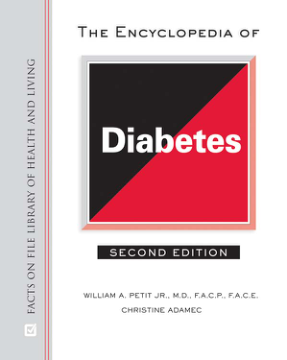 THE ENCYCLOPEDIA OF
Diabetes
SECOND EDITION
WILLIAM A. PETIT JR., M.D., F.A.C.P., F.A.C.E.
CHRISTINE ADAMEC
FACTS ON FILE LIBRARY OF HEALTH AND LIVING